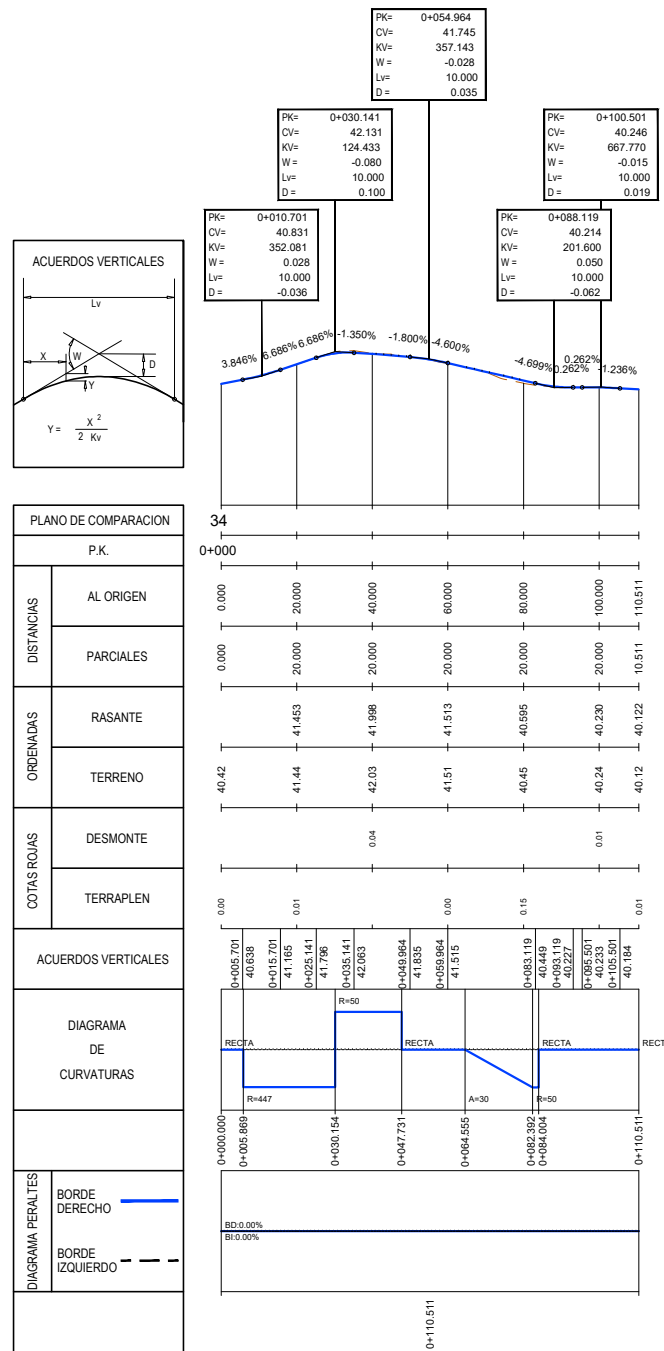 PK= 0+054.964
CV= 41.745
KV= 357.143
W = -0.028
Lv= 10.000
D = 0.035
PK= 0+030.141
CV= 42.131
KV= 124.433
W = -0.080
Lv= 10.000
D = 0.100
PK= 0+100.501
CV= 40.246
KV= 667.770
W = -0.015
Lv= 10.000
D = 0.019
PK= 0+010.701
CV= 40.831
KV= 352.081
W = 0.028
Lv= 10.000
D = -0.036
PK= 0+088.119
CV= 40.214
KV= 201.600
W = 0.050
Lv= 10.000
D = -0.062
ACUERDOS VERTICALES
Lv
X
W
D
Y
Y = X 2
2 Kv
3.846% 6.686% 6.686% -1.350% -1.800% -4.600% -4.699% 0.262% 0.262% -1.236%
PLANO DE COMPARACION 34
P.K. 0+000
DISTANCIAS
AL ORIGEN 0.000 20.000 40.000 60.000 80.000 100.000 110.511
PARCIALES 0.000 20.000 20.000 20.000 20.000 20.000 10.511
ORDENADAS
RASANTE 41.453 41.998 41.513 40.595 40.230 40.122
TERRENO 40.42 41.44 42.03 41.51 40.45 40.24 40.12
COTAS ROJAS
DESMONTE 0.04 0.01
TERRAPLEN 0.00 0.01 0.00 0.15 0.01
ACUERDOS VERTICALES
0+005.701 40.638
0+015.701 41.165
0+025.141 41.796
0+035.141 42.063
0+049.964 41.835
0+059.964 41.515
0+083.119 40.449
0+093.119 40.227
0+095.501 40.233
0+105.501 40.184
DIAGRAMA
DE
CURVATURAS
RECTA R=447 R=50 RECTA A=30 R=50 RECTA RECT
0+000.000 0+005.869 0+030.154 0+047.731 0+064.555 0+082.392 0+084.004 0+110.511
DIAGRAMA PERALTES
BORDE
DERECHO
BORDE
IZQUIERDO
BD:0.00%
BI:0.00%
0+110.511